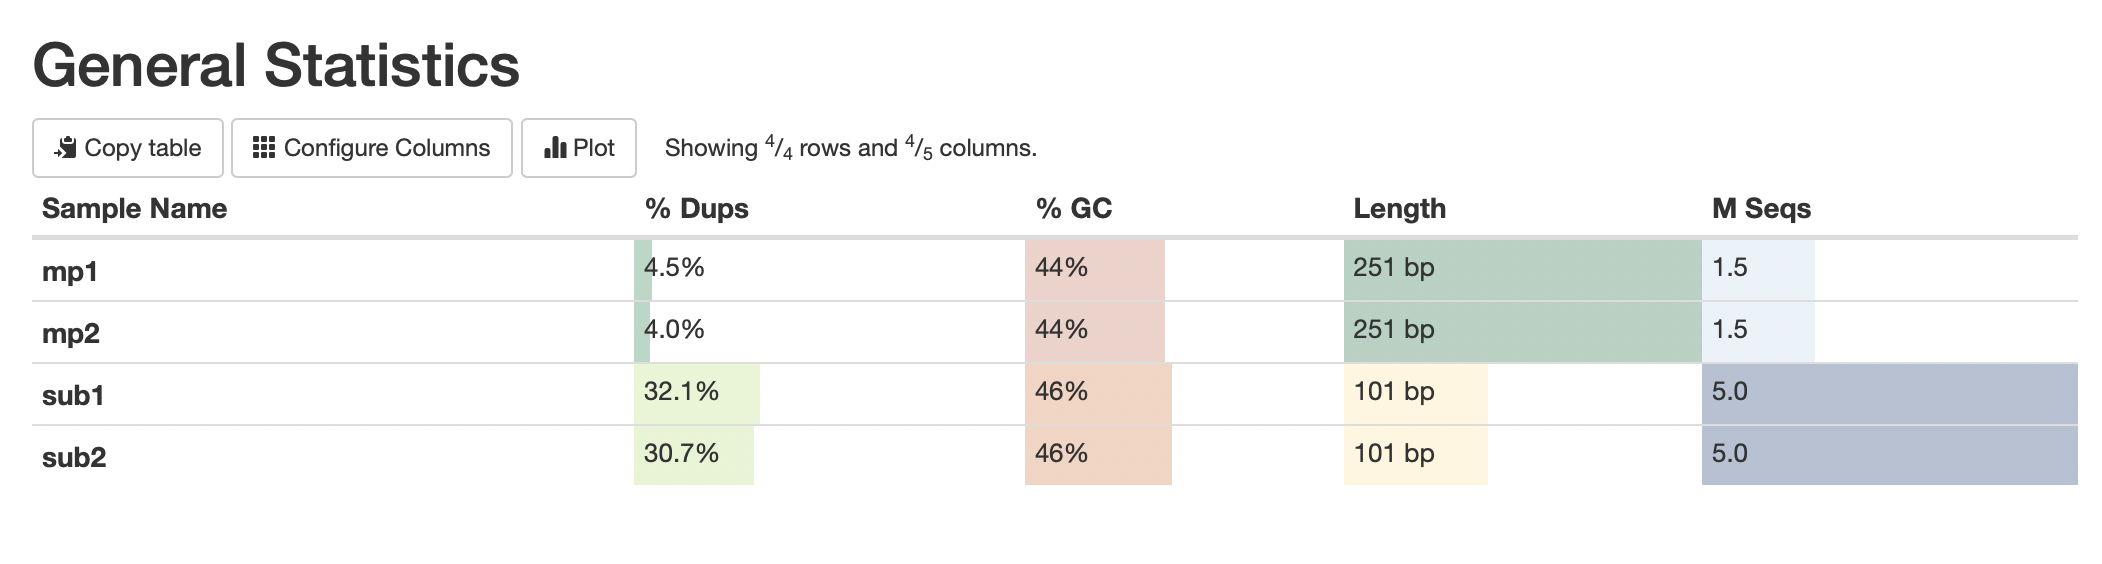 General Statistics
Copy table Configure Columns Plot Showing 4/4 rows and 4/5 columns.
Sample Name % Dups % GC Length M Seqs
mp1 4.5% 44% 251 bp 1.5
mp2 4.0% 44% 251 bp 1.5
sub1 32.1% 46% 101 bp 5.0
sub2 30.7% 46% 101 bp 5.0